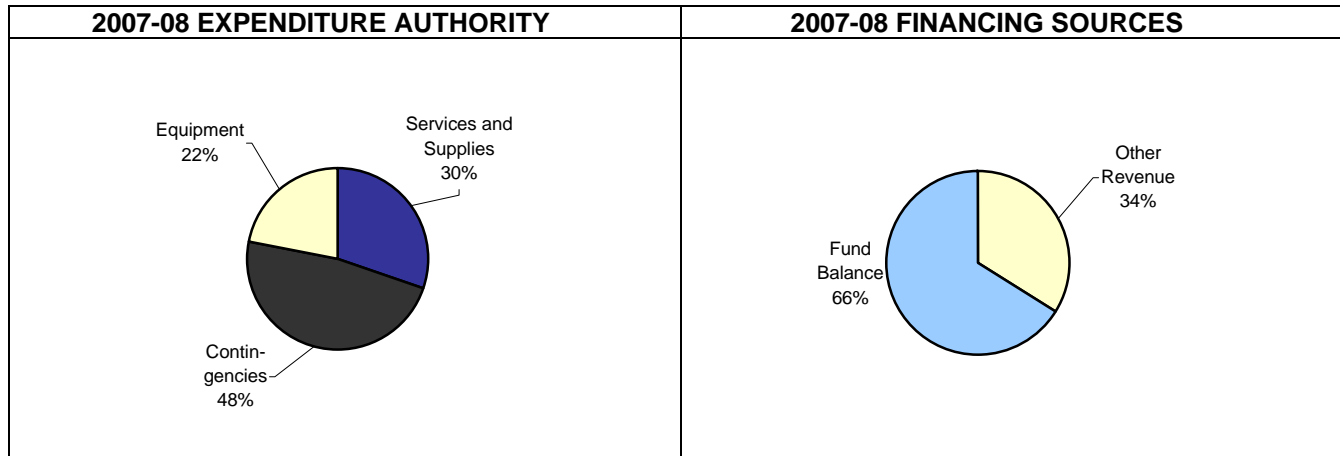 2007-08 EXPENDITURE AUTHORITY
Equipment
22%
Services and
Supplies
30%
Contin-
gencies
48%
2007-08 FINANCING SOURCES
Other
Revenue
34%
Fund
Balance
66%